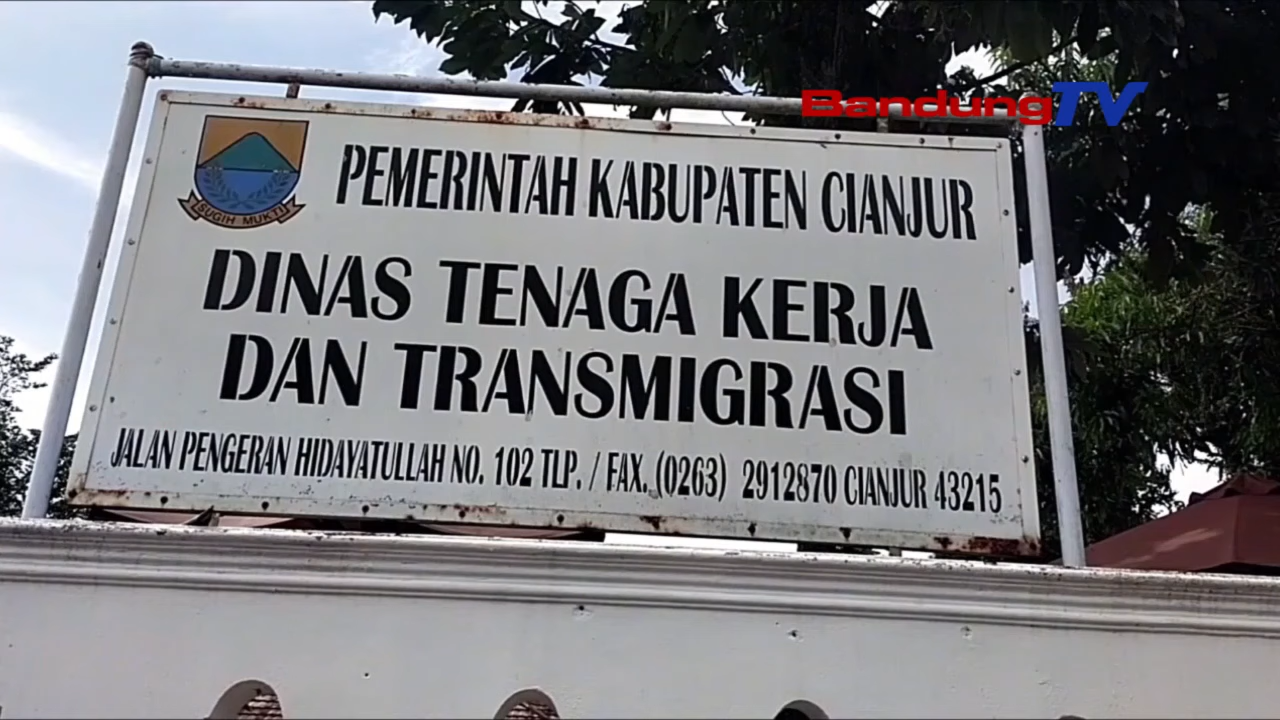 BandungTV
SUGIH MUKTI
PEMERINTAH KABUPATEN CIANJUR
DINAS TENAGA KERJA
DAN TRANSMIGRASI
JALAN PENGERAN HIDAYATULLAH NO. 102 TLP. / FAX. (0263) 2912870 CIANJUR 43215